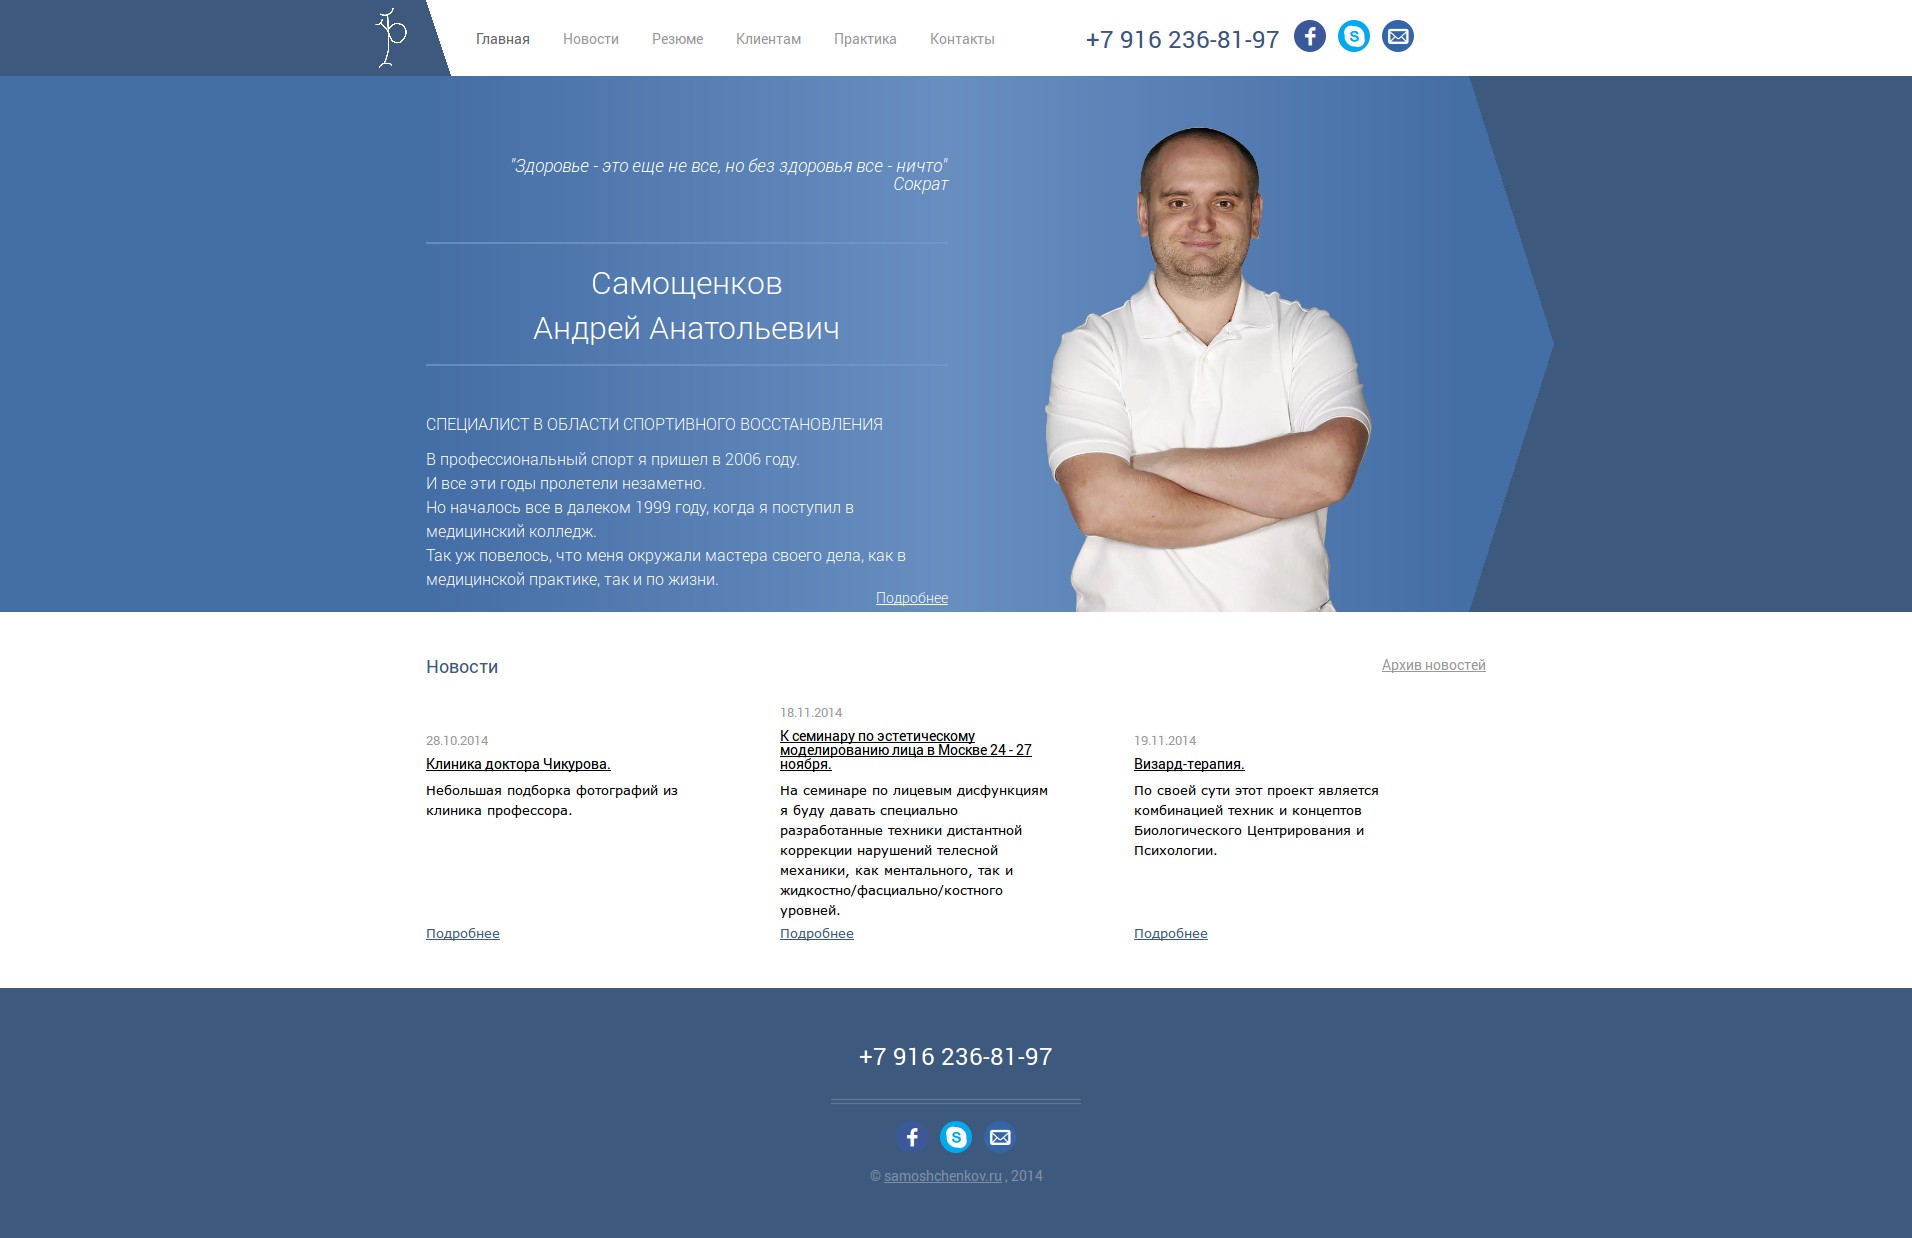 Главная Новости Резюме Клиентам Практика Контакты +7 916 236-81-97
"Здоровье - это еще не все, но без здоровья все - ничто"
Сократ
Самощенков
Андрей Анатольевич
СПЕЦИАЛИСТ В ОБЛАСТИ СПОРТИВНОГО ВОССТАНОВЛЕНИЯ
В профессиональный спорт я пришел в 2006 году.
И все эти годы пролетели незаметно.
Но началось все в далеком 1999 году, когда я поступил в
медицинский колледж.
Так уж повелось, что меня окружали мастера своего дела, как в
медицинской практике, так и по жизни.
Подробнее
Новости
Архив новостей
28.10.2014
Клиника доктора Чикурова.
Небольшая подборка фотографий из
клиника профессора.
Подробнее
18.11.2014
К семинару по эстетическому
моделированию лица в Москве 24 - 27
ноября.
На семинаре по лицевым дисфункциям
я буду давать специально
разработанные техники дистантной
коррекции нарушений телесной
механики, как ментального, так и
жидкостно/фасциально/костного
уровней.
Подробнее
19.11.2014
Визард-терапия.
По своей сути этот проект является
комбинацией техник и концептов
Биологического Центрирования и
Психологии.
Подробнее
+7 916 236-81-97
© samoshchenkov.ru , 2014